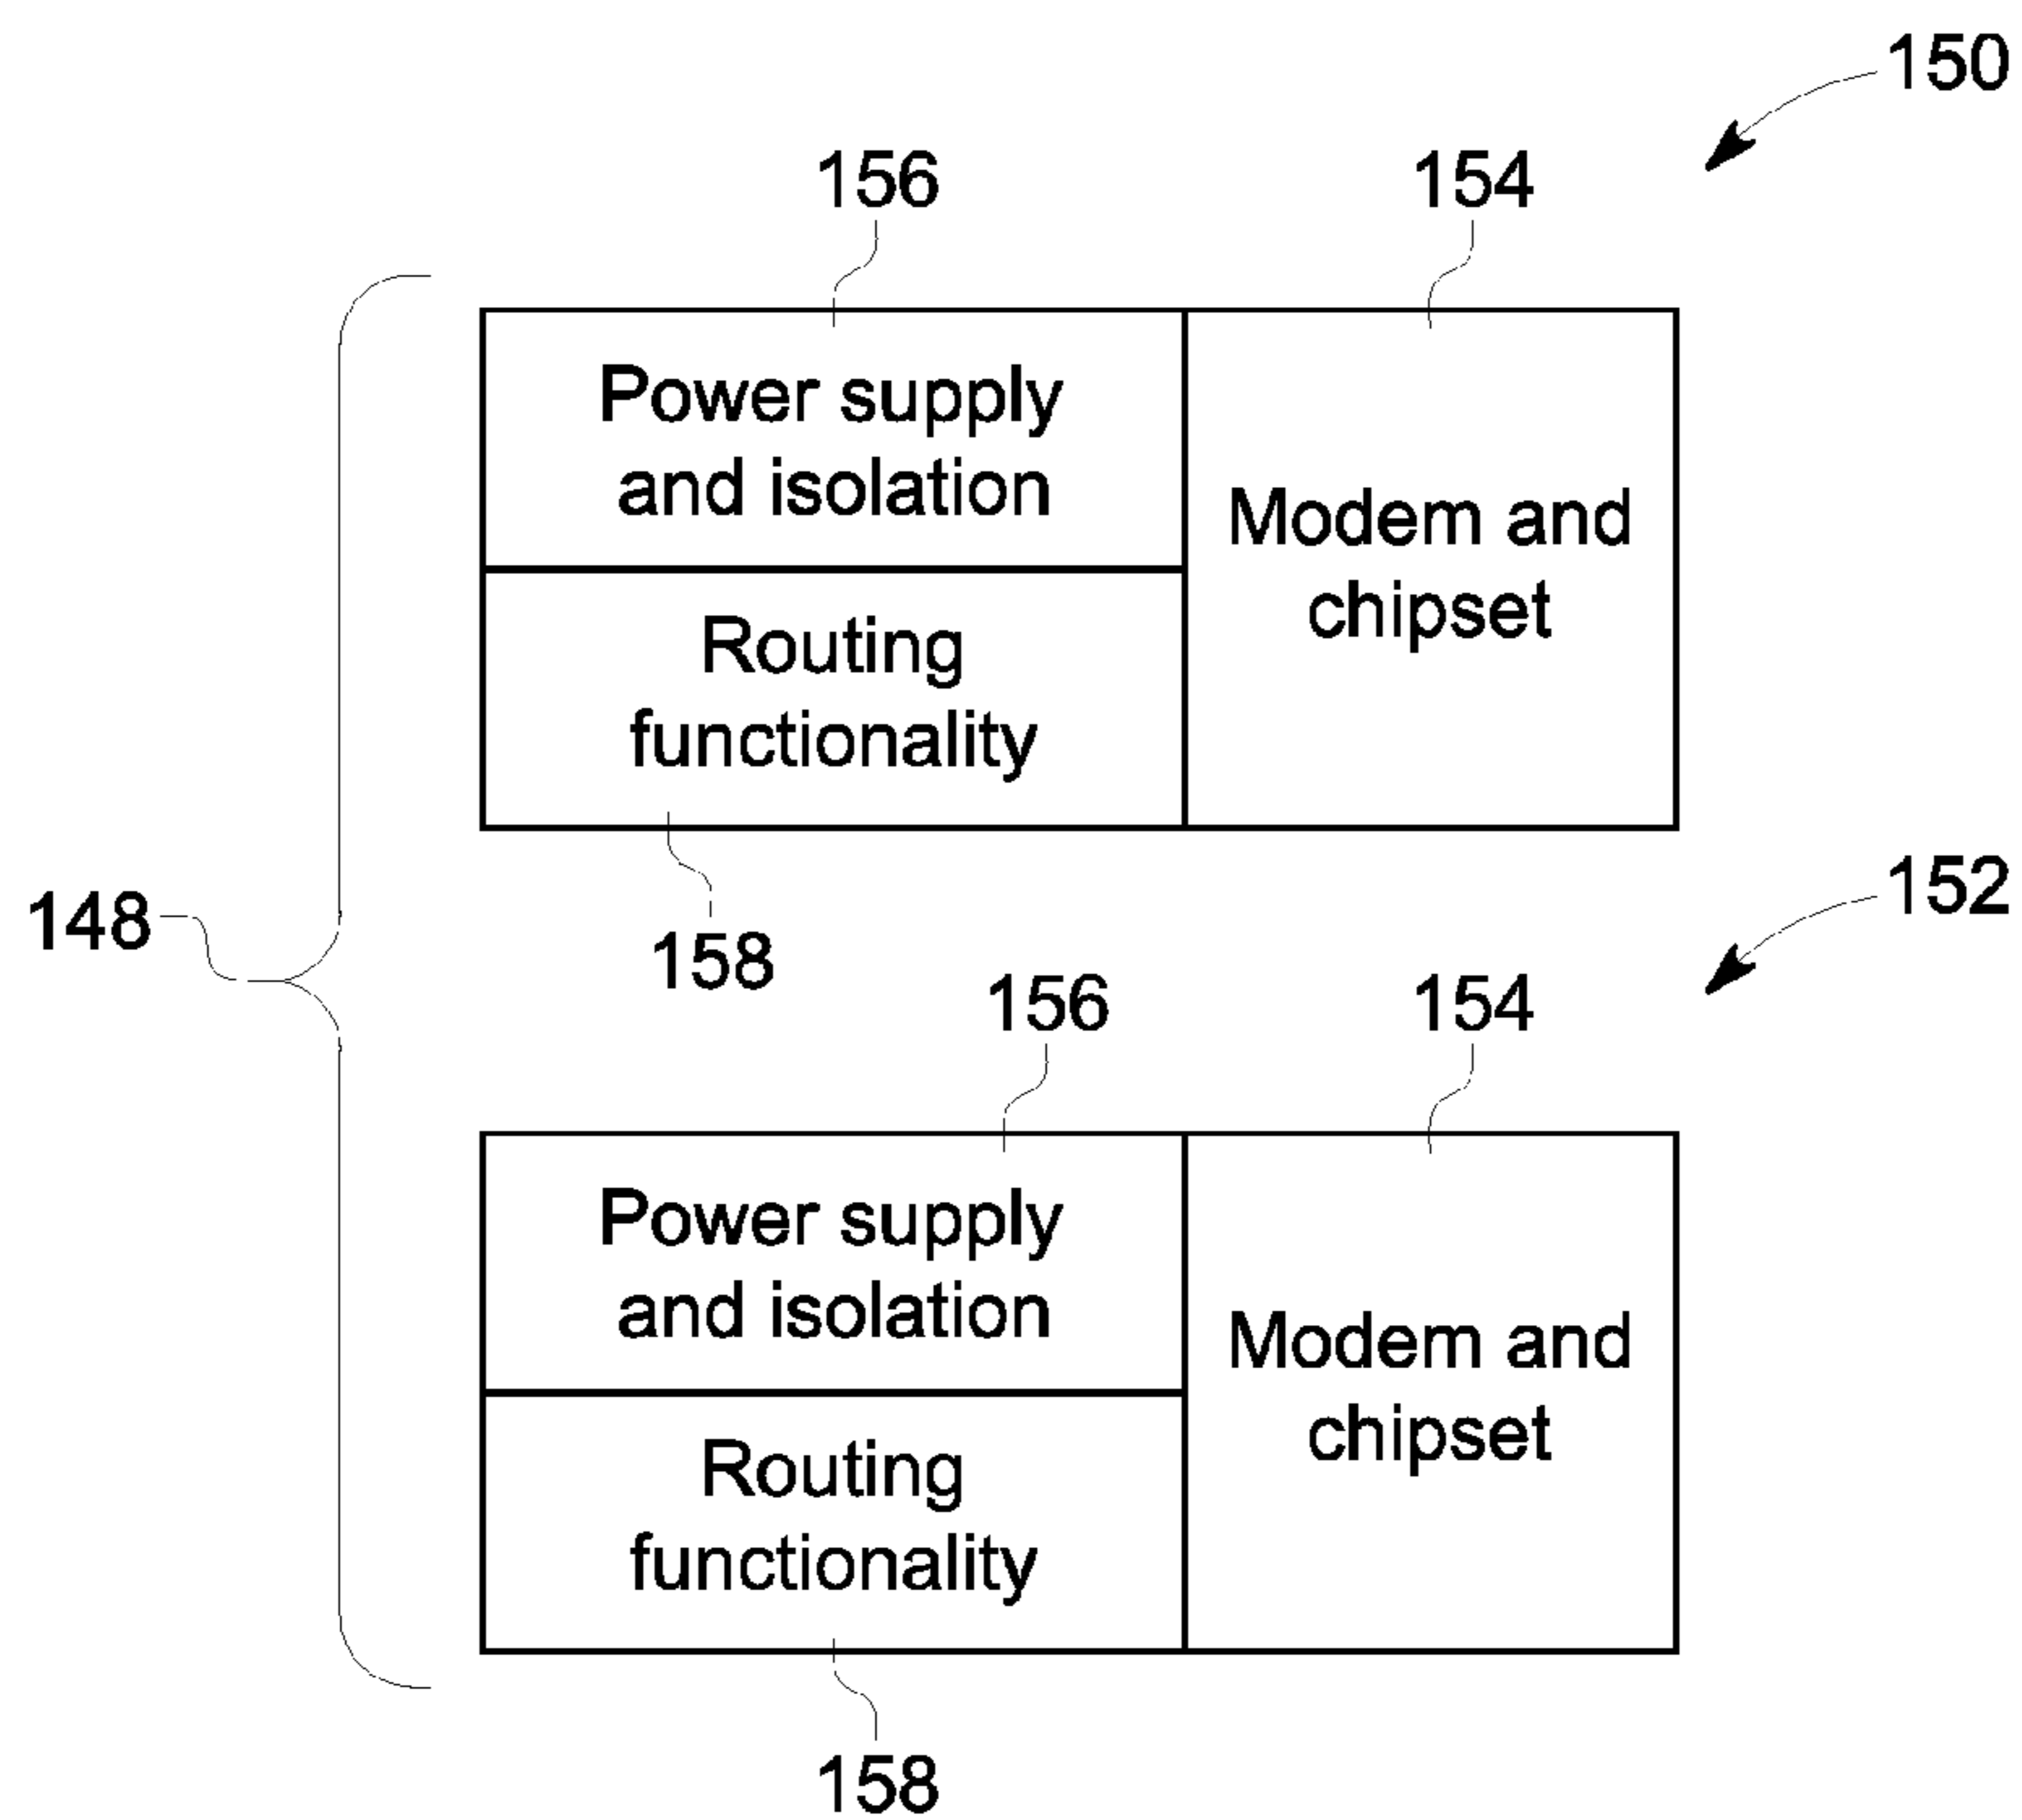 150
156
154
Power supply
and isolation
Modem and
chipset
Routing
functionality
158
148
152
156
154
Power supply
and isolation
Modem and
chipset
Routing
functionality
158